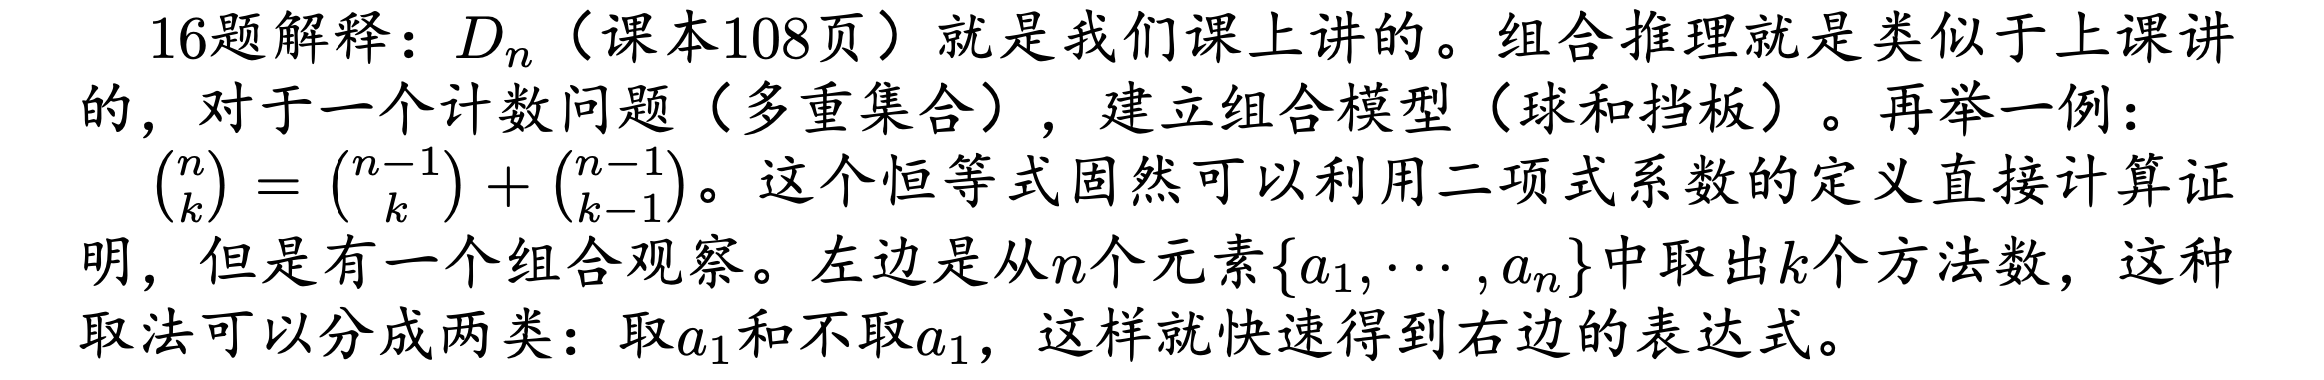 16题解释：$D_n$（课本108页）就是我们课上讲的。组合推理就是类似于上课讲
的，对于一个计数问题（多重集合），建立组合模型（球和挡板）。再举一例：
$\binom{n}{k} = \binom{n-1}{k} + \binom{n-1}{k-1}$。这个恒等式固然可以利用二项式系数的定义直接计算证
明，但是有一个组合观察。左边是从$n$个元素$\{a_1, \cdots, a_n\}$中取出$k$个方法数，这种
取法可以分成两类：取$a_1$和不取$a_1$，这样就快速得到右边的表达式。